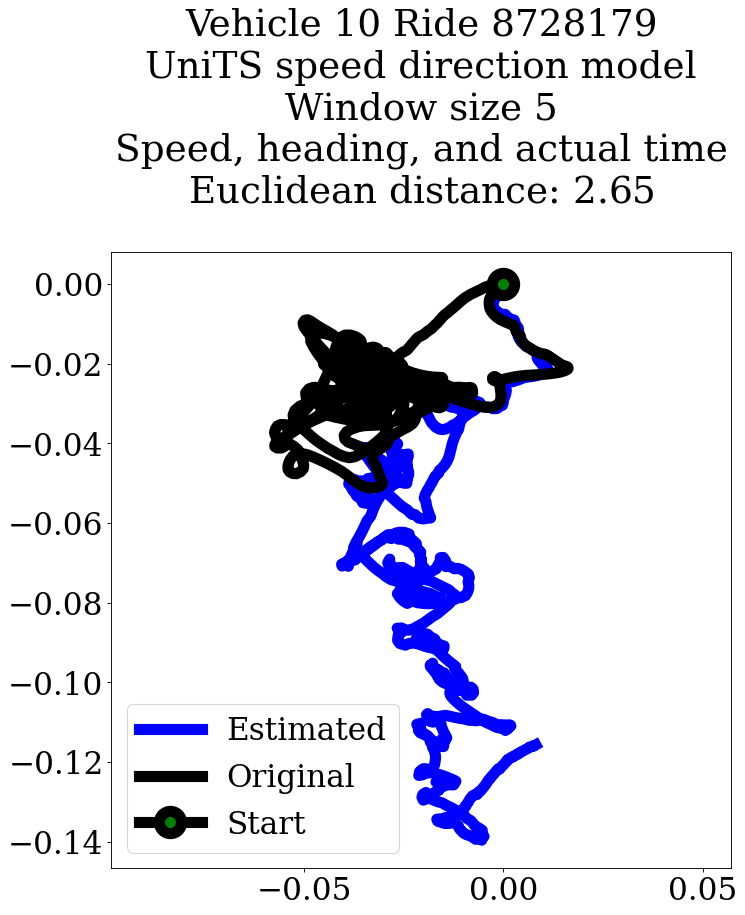 Vehicle 10 Ride 8728179
UniTS speed direction model
Window size 5
Speed, heading, and actual time
Euclidean distance: 2.65
0.00
−0.02
−0.04
−0.06
−0.08
−0.10
−0.12
−0.14
Estimated
Original
Start
−0.05
0.00
0.05